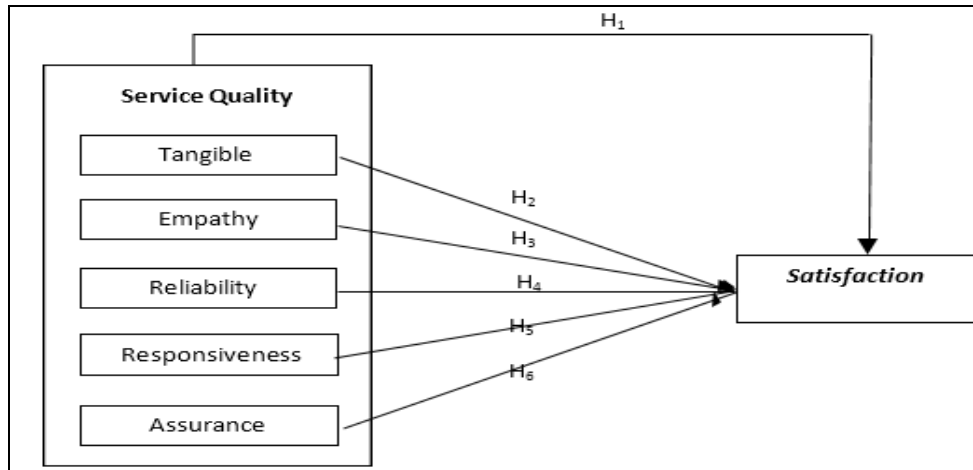 H₁
Service Quality
Tangible
H₂
Empathy
H₃
Satisfaction
Reliability
H₄
H₅
Responsiveness
H₆
Assurance